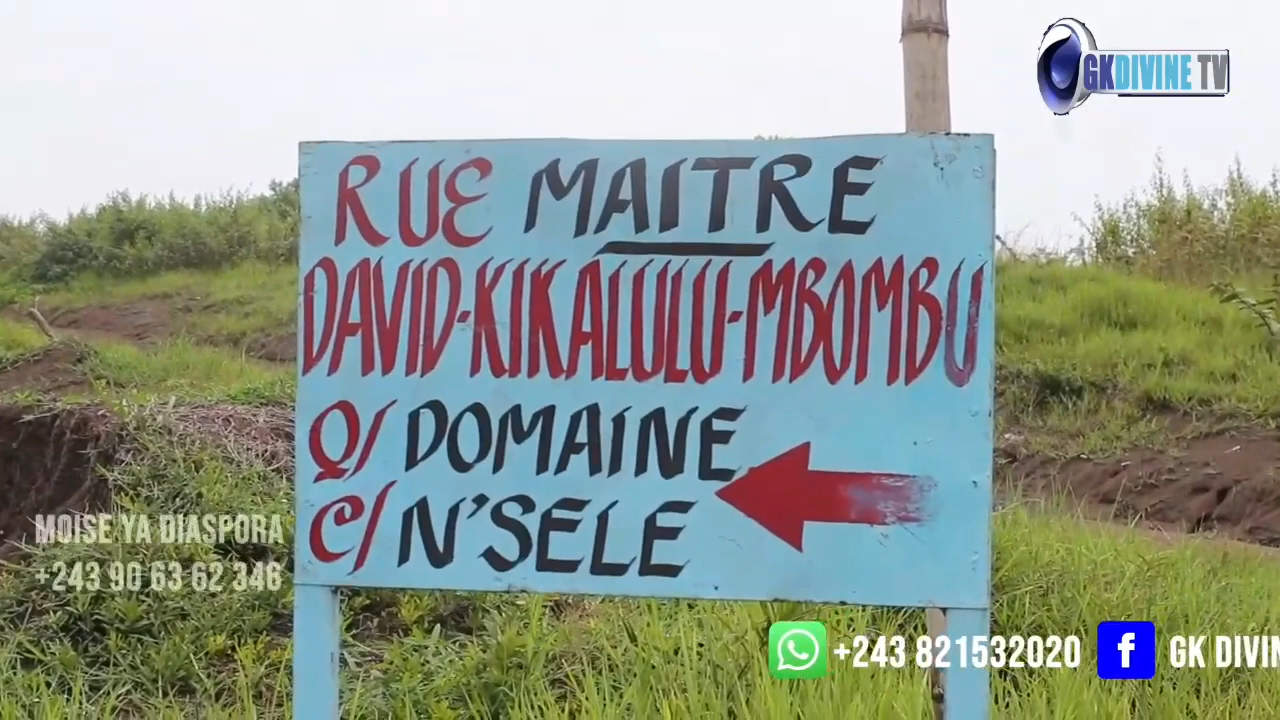 GKDIVINE TV
RUE MAITRE
DAVID-KIKALULU-MBOMBU
Q/ DOMAINE
C/ N'SELE
MOISE YA DIASPORA
+243 90 63 62 346
+243 821532020
GK DIVIN